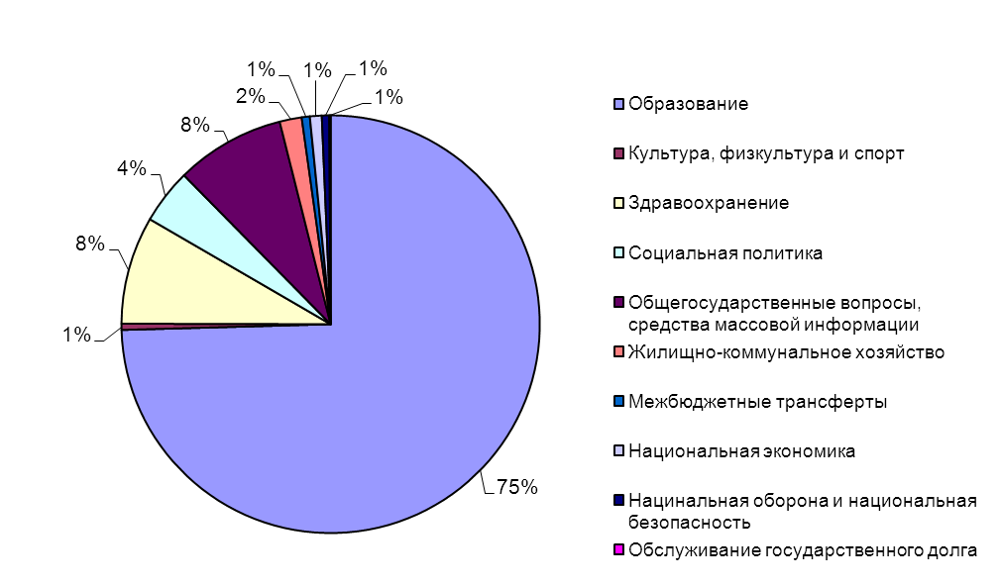 1%
1%
1%
2%
1%
8%
4%
8%
1%
75%
Образование
Культура, физкультура и спорт
Здравоохранение
Социальная политика
Общегосударственные вопросы,
средства массовой информации
Жилищно-коммунальное хозяйство
Межбюджетные трансферты
Национальная экономика
Нацинальная оборона и национальная
безопасность
Обслуживание государственного долга